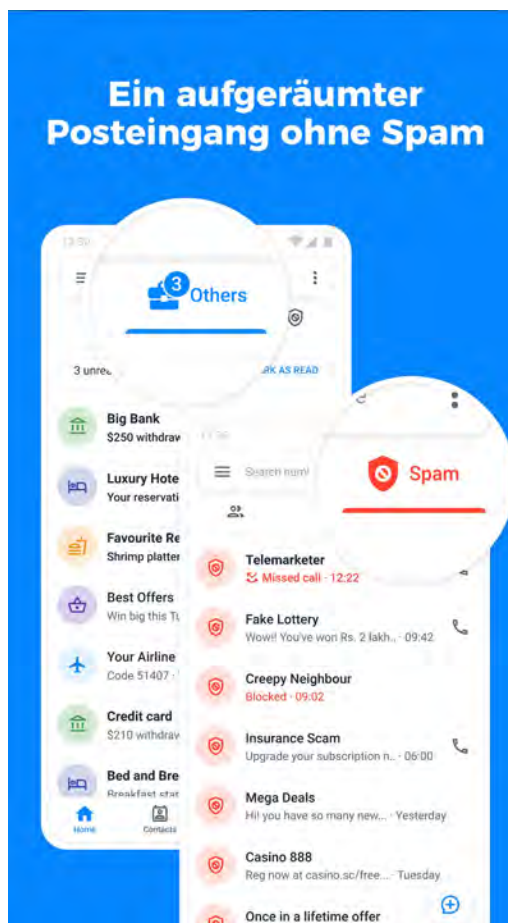 Ein aufgeräumter
Posteingang ohne Spam
12:30
3
Others
3 unre
RK AS READ
Big Bank
$250 withdraw
Luxury Hote
Your reservati
Favourite Re
Shrimp platter
Best Offers
Win big this Tu
Your Airline
Code 51407 ·
Credit card
$210 withdraw
Bed and Bre
Breakfast stat
Home
Contacts
Search num
Spam
Telemarketer
Missed call · 12:22
Fake Lottery
Wow!! You've won Rs. 2 lakh.. · 09:42
Creepy Neighbour
Blocked · 09:02
Insurance Scam
Upgrade your subscription n.. · 06:00
Mega Deals
Hi! you have so many new... · Yesterday
Casino 888
Reg now at casino.sc/free... · Tuesday
Once in a lifetime offer